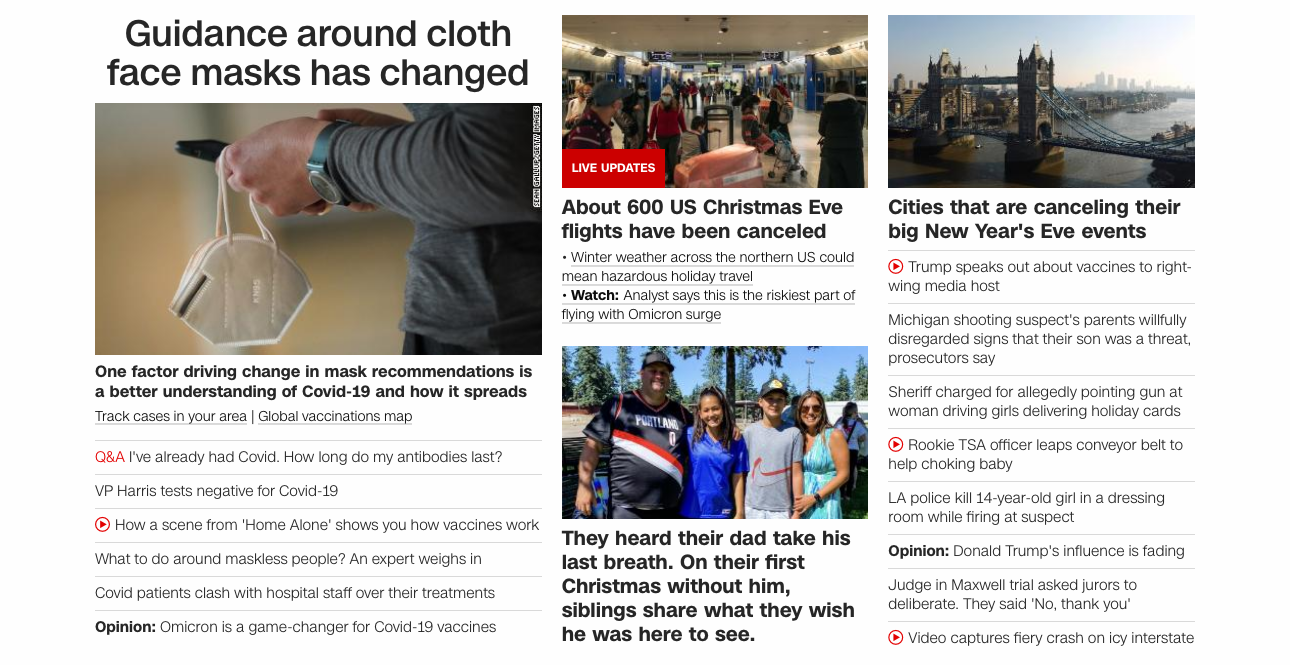 Guidance around cloth
face masks has changed
SEAN GALLUP/GETTY IMAGES
KN95
One factor driving change in mask recommendations is
a better understanding of Covid-19 and how it spreads
Track cases in your area | Global vaccinations map
Q&A I've already had Covid. How long do my antibodies last?
VP Harris tests negative for Covid-19
How a scene from 'Home Alone' shows you how vaccines work
What to do around maskless people? An expert weighs in
Covid patients clash with hospital staff over their treatments
Opinion: Omicron is a game-changer for Covid-19 vaccines
LIVE UPDATES
About 600 US Christmas Eve
flights have been canceled
• Winter weather across the northern US could
mean hazardous holiday travel
• Watch: Analyst says this is the riskiest part of
flying with Omicron surge
PORTLAND
0
They heard their dad take his
last breath. On their first
Christmas without him,
siblings share what they wish
he was here to see.
Cities that are canceling their
big New Year's Eve events
Trump speaks out about vaccines to right-
wing media host
Michigan shooting suspect's parents willfully
disregarded signs that their son was a threat,
prosecutors say
Sheriff charged for allegedly pointing gun at
woman driving girls delivering holiday cards
Rookie TSA officer leaps conveyor belt to
help choking baby
LA police kill 14-year-old girl in a dressing
room while firing at suspect
Opinion: Donald Trump's influence is fading
Judge in Maxwell trial asked jurors to
deliberate. They said 'No, thank you'
Video captures fiery crash on icy interstate